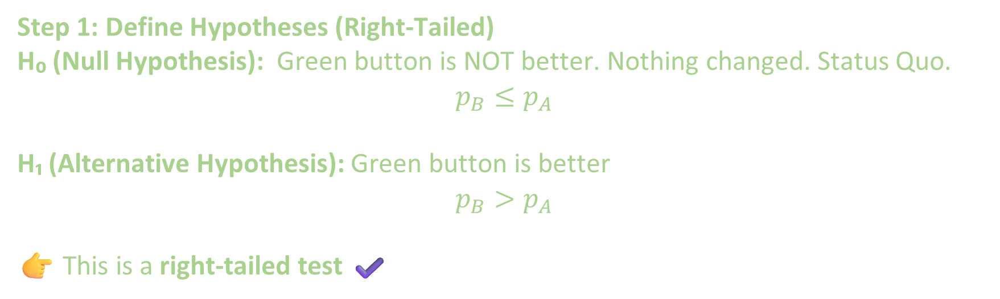 Step 1: Define Hypotheses (Right-Tailed)
H₀ (Null Hypothesis): Green button is NOT better. Nothing changed. Status Quo.
p_B ≤ p_A
H₁ (Alternative Hypothesis): Green button is better
p_B > p_A
👉 This is a right-tailed test ✔